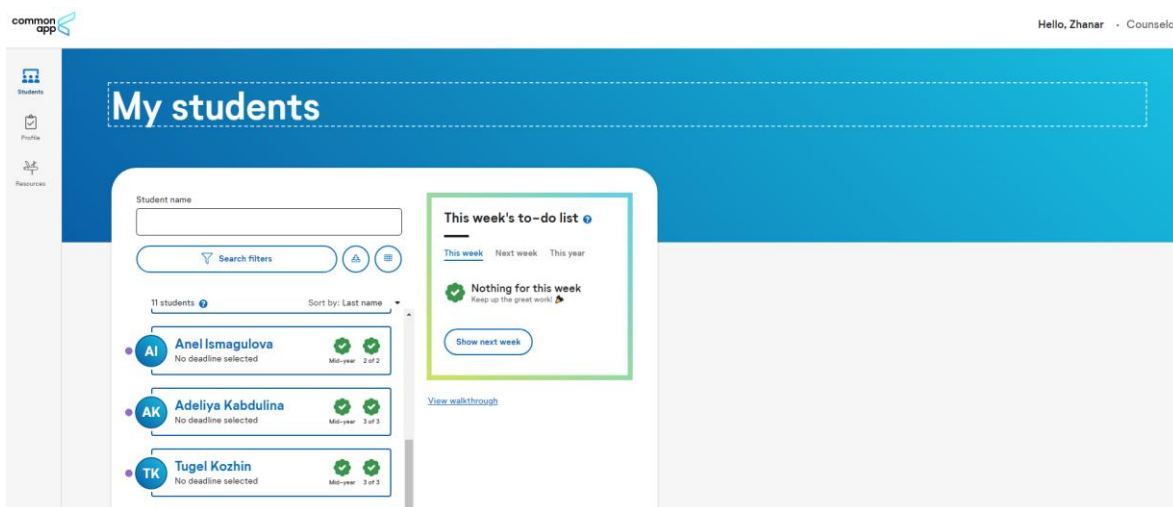 common
app
Hello, Zhanar · Counselo
Students
Profile
Resources
My students
Student name
Search filters
11 students
Sort by: Last name
AI
Anel Ismagulova
No deadline selected
Mid-year 2 of 2
AK
Adeliya Kabdulina
No deadline selected
Mid-year 3 of 3
TK
Tugel Kozhin
No deadline selected
Mid-year 3 of 3
This week's to-do list
This week Next week This year
Nothing for this week
Keep up the great work!
Show next week
View walkthrough